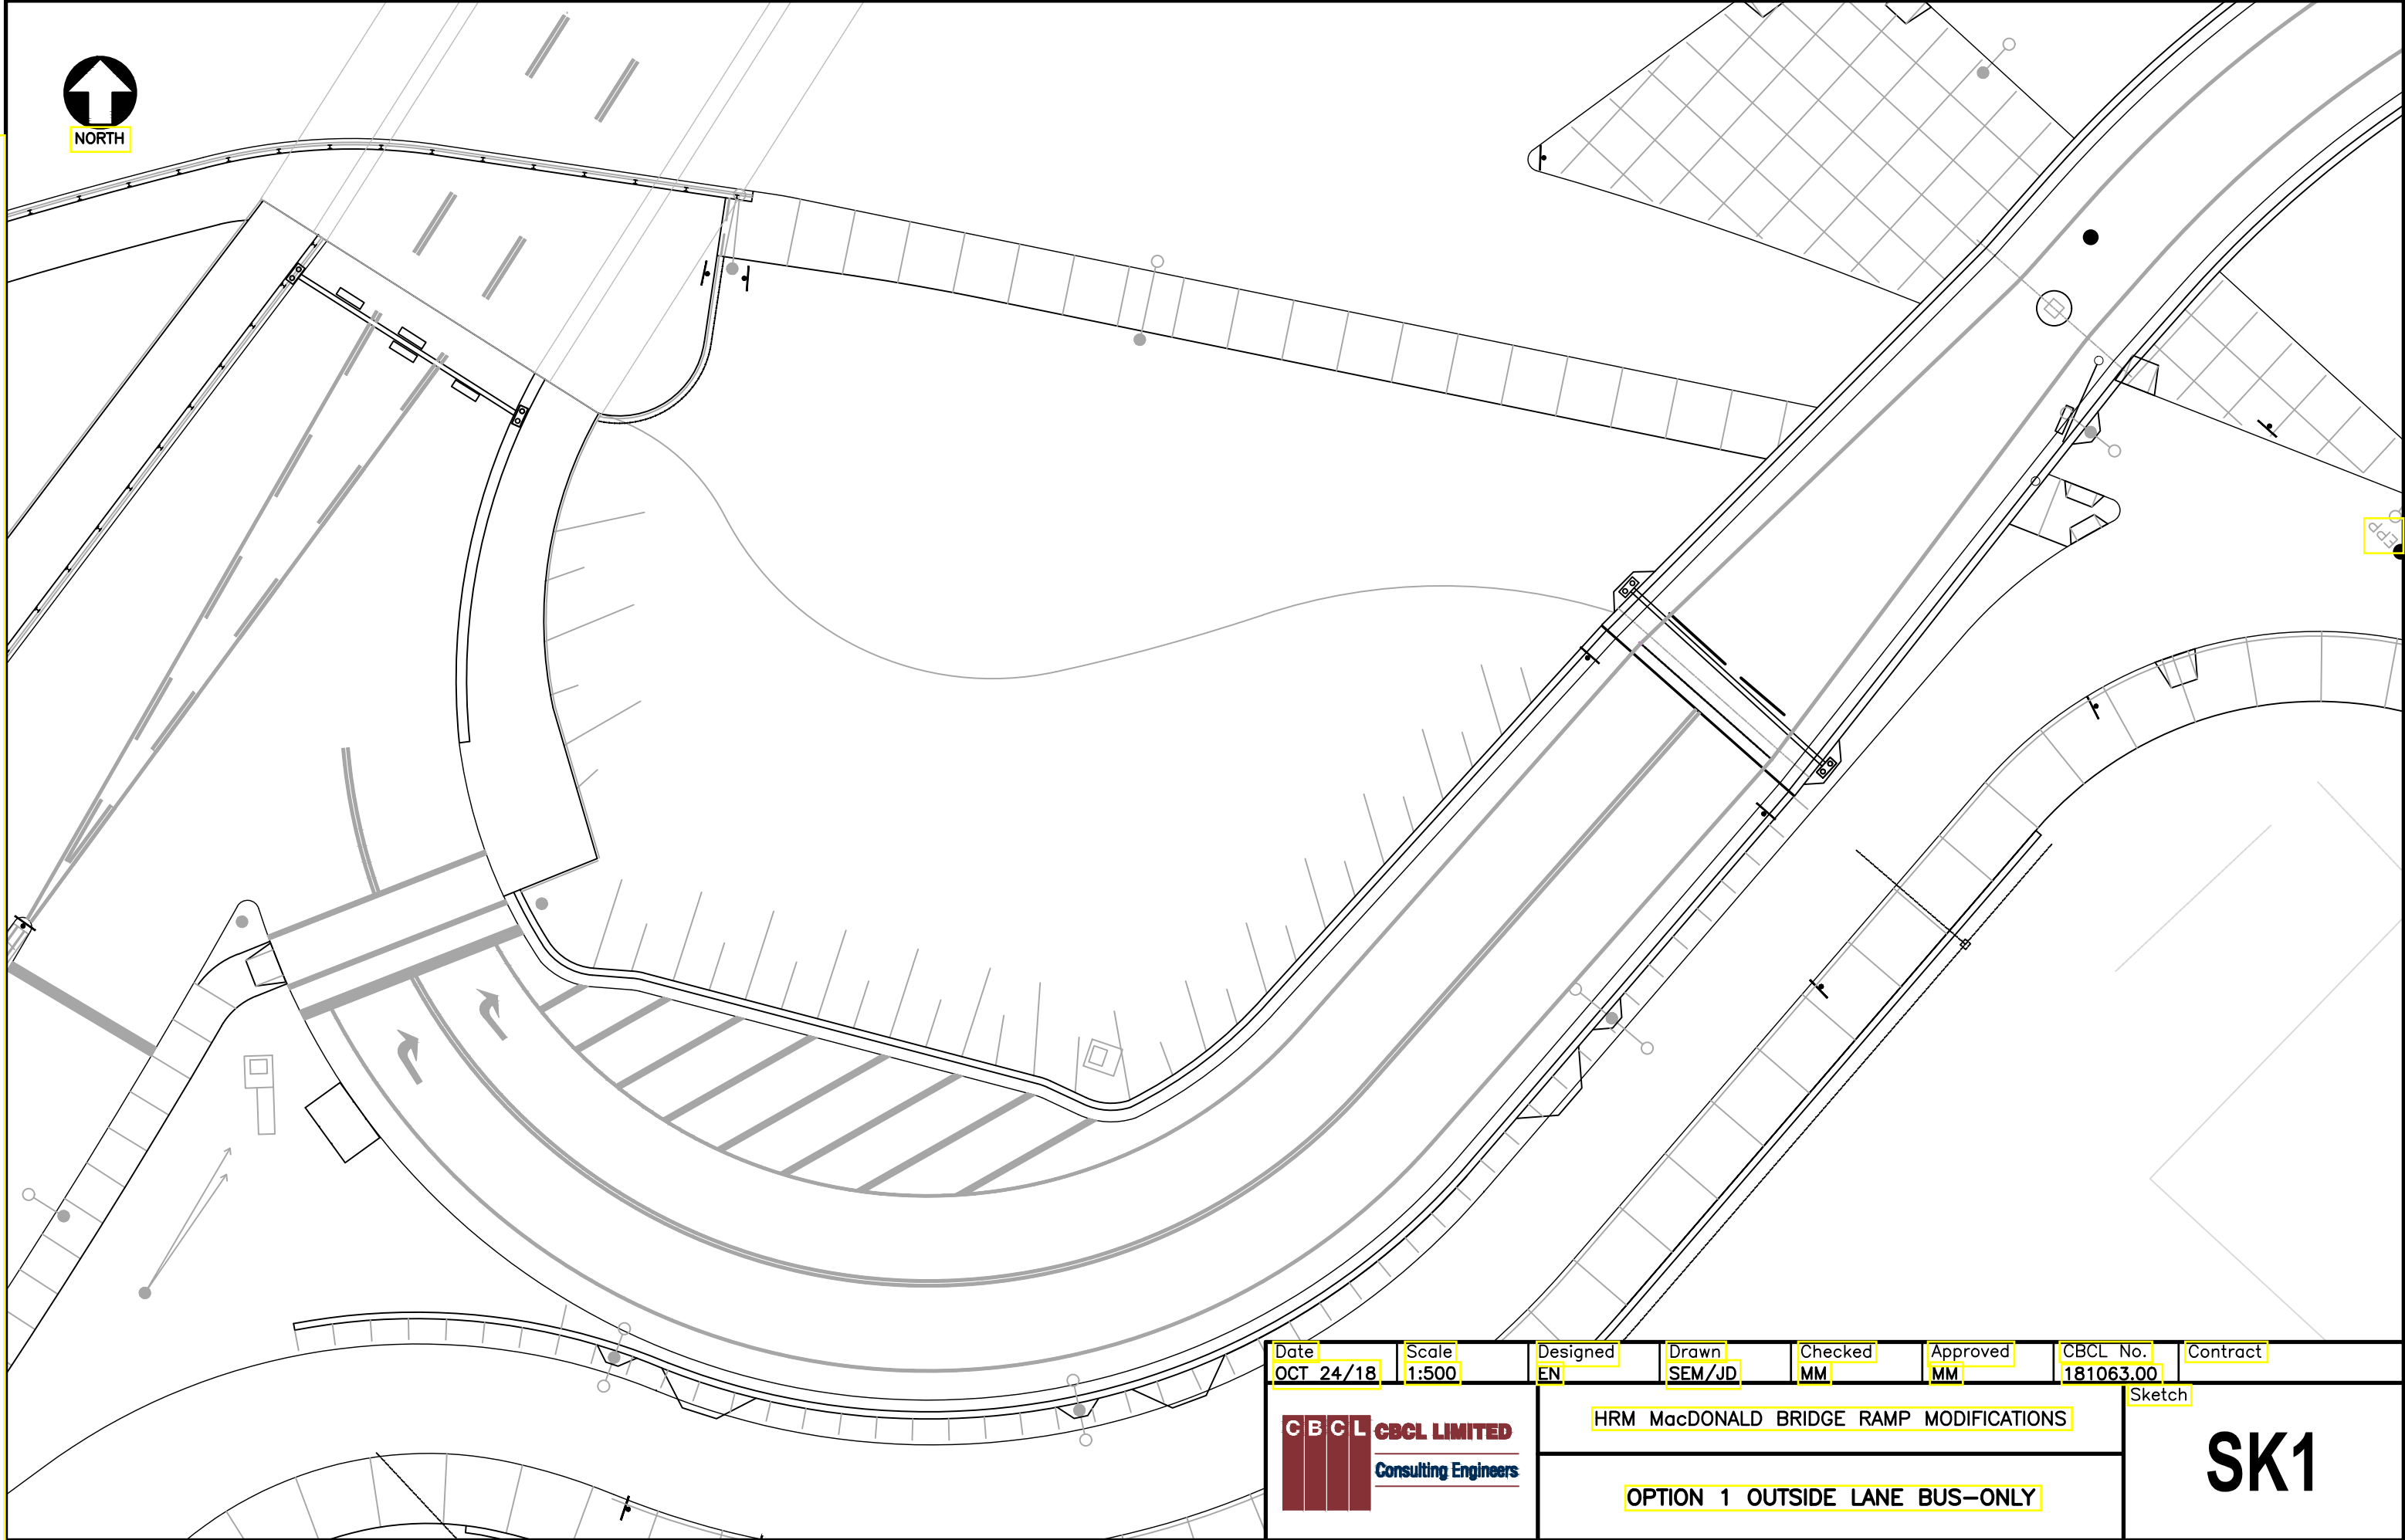 NORTH
EPP
Date
Scale
Designed
Drawn
Checked
Approved
CBCL No.
Contract
OCT 24/18
1:500
EN
SEM/JD
MM
MM
181063.00
Sketch
CBCL
CBCL LIMITED
Consulting Engineers
HRM MacDONALD BRIDGE RAMP MODIFICATIONS
OPTION 1 OUTSIDE LANE BUS-ONLY
SK1